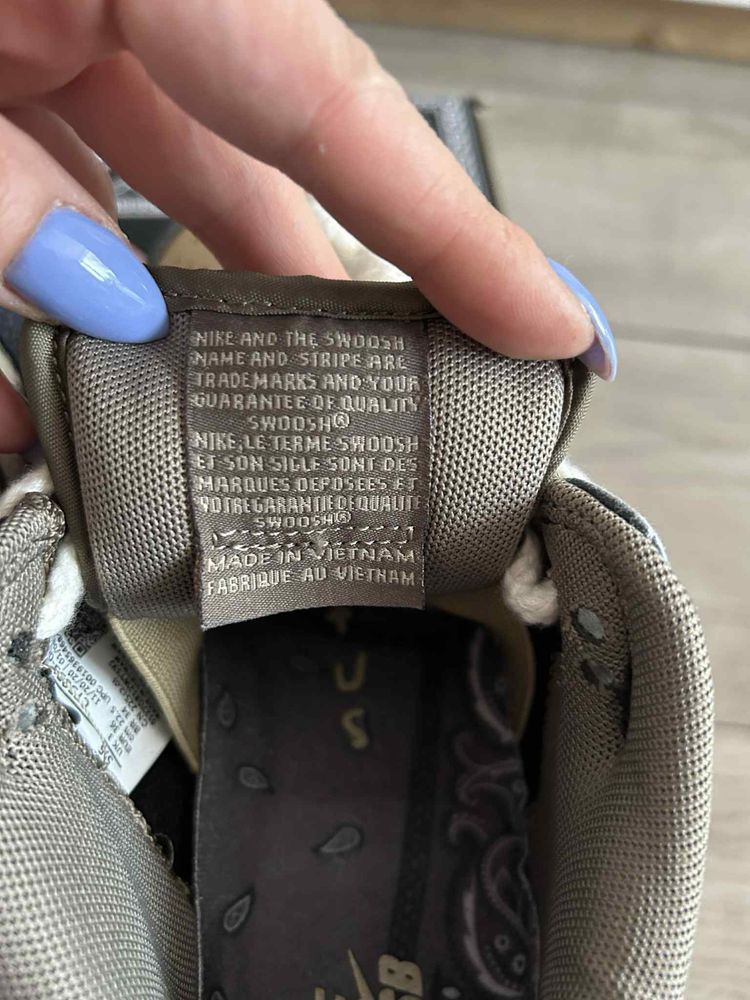 NIKE AND THE SWOOSH
NAME AND STRIPE ARE
TRADEMARKS AND YOUR
GUARANTEE OF QUALITY
SWOOSH®
NIKE, LE TERME SWOOSH
ET SON SIGLE SONT DES
MARQUES DEPOSEES ET
VOTRE GARANTIE DE QUALITE
SWOOSH®
MADE IN VIETNAM
FABRIQUE AU VIETNAM
US
SB